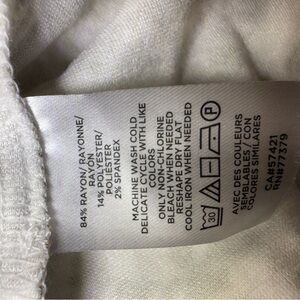 84% RAYON/RAYONNE/
RAYON
14% POLYESTER/
2% SPANDEX
MACHINE WASH COLD
DELICATE CYCLE WITH LIKE
COLORS
ONLY NON-CHLORINE
BLEACH WHEN NEEDED
RESHAPE DRY FLAT
COOL IRON WHEN NEEDED
30
P
AVEC DES COULEURS
SEMBLABLES / CON
COLORES SIMILARES
CA#57421
RN#77379